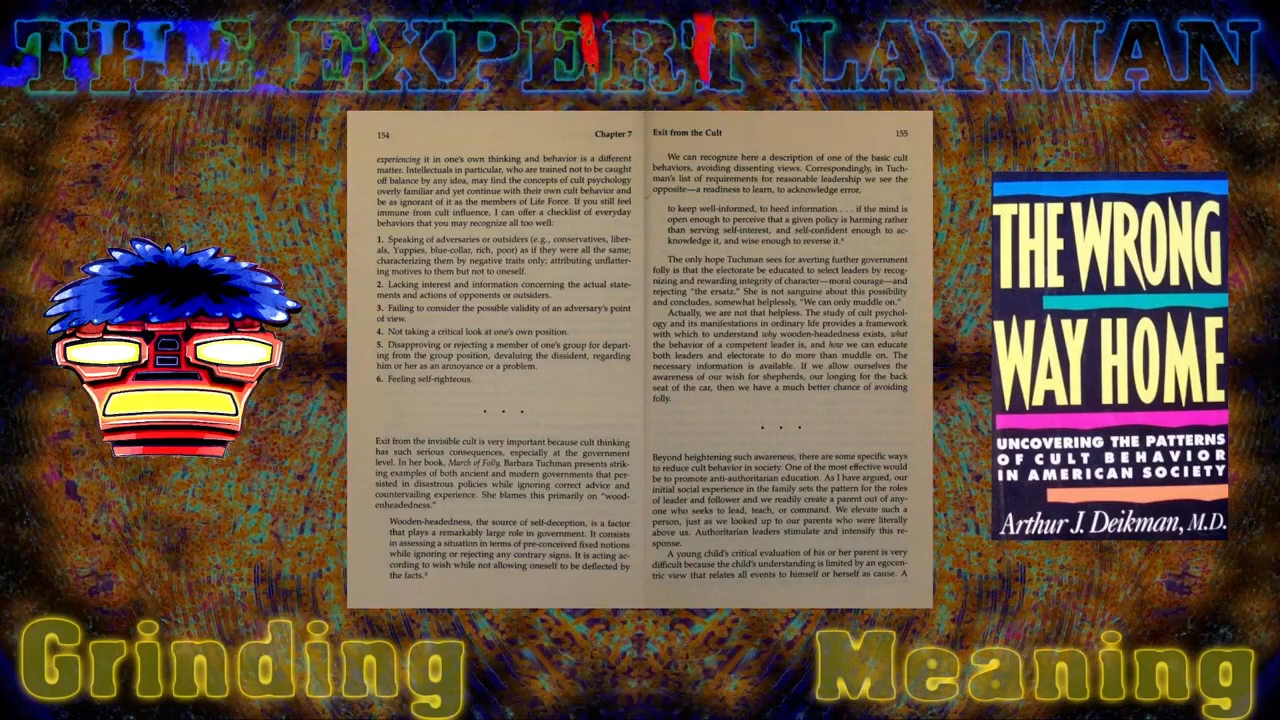 THE EXPERT LAYMAN
154
Chapter 7
experiencing it in one's own thinking and behavior is a different
matter. Intellectuals in particular, who are trained not to be caught
off balance by any idea, may find the concepts of cult psychology
overly familiar and yet continue with their own cult behavior and
be as ignorant of it as the members of Life Force. If you still feel
immune from cult influence, I can offer a checklist of everyday
behaviors that you may recognize all too well:
1. Speaking of adversaries or outsiders (e.g., conservatives, liber-
als, Yuppies, blue-collar, rich, poor) as if they were all the same;
characterizing them by negative traits only; attributing unflatter-
ing motives to them but not to oneself.
2. Lacking interest and information concerning the actual state-
ments and actions of opponents or outsiders.
3. Failing to consider the possible validity of an adversary's point
of view.
4. Not taking a critical look at one's own position.
5. Disapproving or rejecting a member of one's group for depart-
ing from the group position, devaluing the dissident, regarding
him or her as an annoyance or a problem.
6. Feeling self-righteous.
. . .
Exit from the invisible cult is very important because cult thinking
has such serious consequences, especially at the government
level. In her book, March of Folly, Barbara Tuchman presents strik-
ing examples of both ancient and modern governments that per-
sisted in disastrous policies while ignoring correct advice and
countervailing experience. She blames this primarily on "wood-
enheadedness."
Wooden-headedness, the source of self-deception, is a factor
that plays a remarkably large role in government. It consists
in assessing a situation in terms of pre-conceived fixed notions
while ignoring or rejecting any contrary signs. It is acting ac-
cording to wish while not allowing oneself to be deflected by
the facts.
Exit from the Cult
155
We can recognize here a description of one of the basic cult
behaviors, avoiding dissenting views. Correspondingly, in Tuch-
man's list of requirements for reasonable leadership we see the
opposite—a readiness to learn, to acknowledge error,
to keep well-informed, to heed information . . . if the mind is
open enough to perceive that a given policy is harming rather
than serving self-interest, and self-confident enough to ac-
knowledge it, and wise enough to reverse it.
The only hope Tuchman sees for averting further government
folly is that the electorate be educated to select leaders by recog-
nizing and rewarding integrity of character—moral courage—and
rejecting "the ersatz." She is not sanguine about this possibility
and concludes, somewhat helplessly, "We can only muddle on."
Actually, we are not that helpless. The study of cult psychol-
ogy and its manifestations in ordinary life provides a framework
with which to understand why wooden-headedness exists, what
the behavior of a competent leader is, and how we can educate
both leaders and electorate to do more than muddle on. The
necessary information is available. If we allow ourselves the
awareness of our wish for shepherds, our longing for the back
seat of the car, then we have a much better chance of avoiding
folly.
. . .
Beyond heightening such awareness, there are some specific ways
to reduce cult behavior in society. One of the most effective would
be to promote anti-authoritarian education. As I have argued, our
initial social experience in the family sets the pattern for the roles
of leader and follower and we readily create a parent out of any-
one who seeks to lead, teach, or command. We elevate such a
person, just as we looked up to our parents who were literally
above us. Authoritarian leaders stimulate and intensify this re-
sponse.
A young child's critical evaluation of his or her parent is very
difficult because the child's understanding is limited by an egocen-
tric view that relates all events to himself or herself as cause. A
THE WRONG
WAY HOME
UNCOVERING THE PATTERNS
OF CULT BEHAVIOR
IN AMERICAN SOCIETY
Arthur J. Deikman, M.D.
Grinding
Meaning